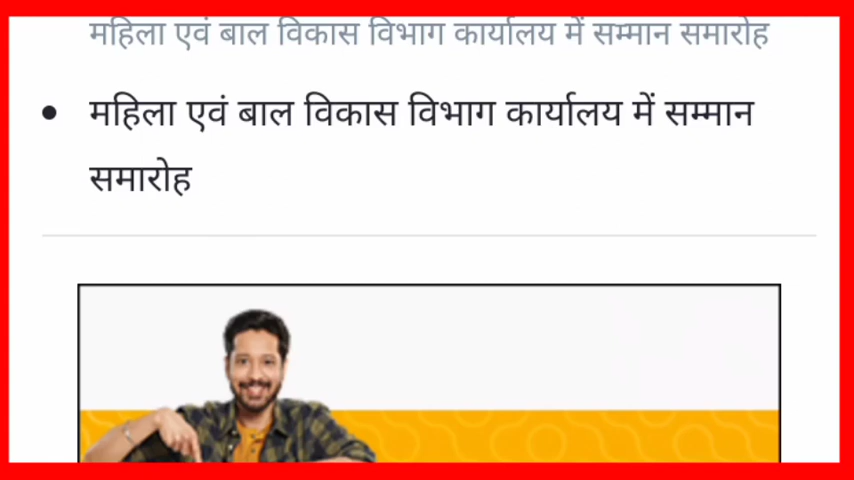 महिला एवं बाल विकास विभाग कार्यालय में सम्मान समारोह
महिला एवं बाल विकास विभाग कार्यालय में सम्मान
समारोह